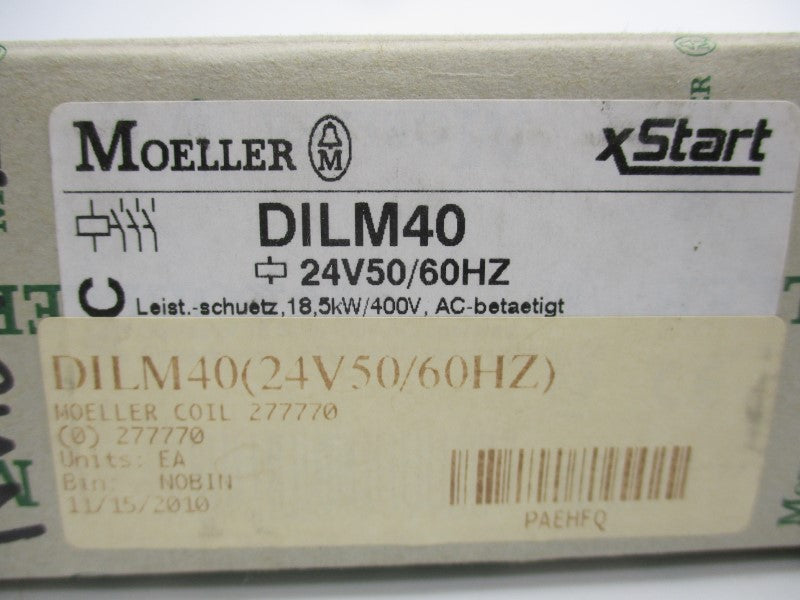 MOELLER M xStart
DILM40
24V50/60HZ
C
Leist.-schuetz,18,5kW/400V, AC-betaetigt
DILM40(24V50/60HZ)
MOELLER COIL 277770
(0) 277770
Units: EA
Bin: NOBIN
11/15/2010
PAEHFQ